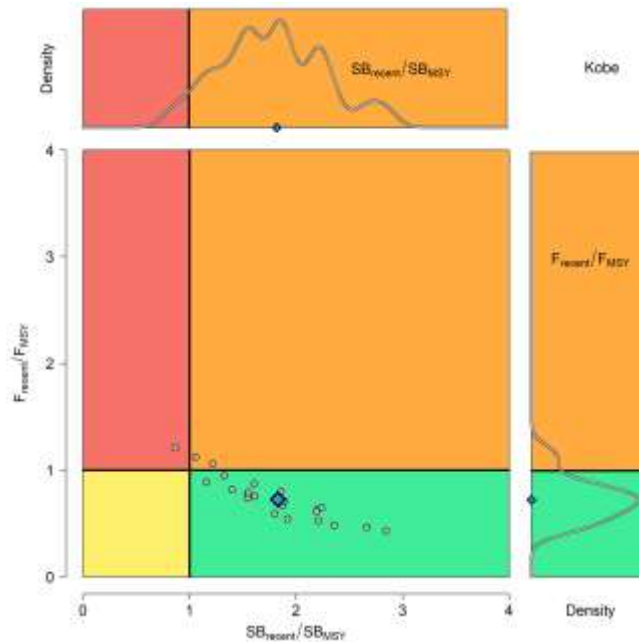 Density
SBrecent/SBMSY
Kobe
4
3
2
1
0
Frecent/FMSY
Frecent/FMSY
0
1
2
3
4
SBrecent/SBMSY
Density